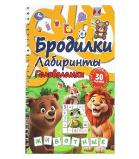 Бродилки
Лабиринты
Головоломки
30
ЖИВОТНЫЕ